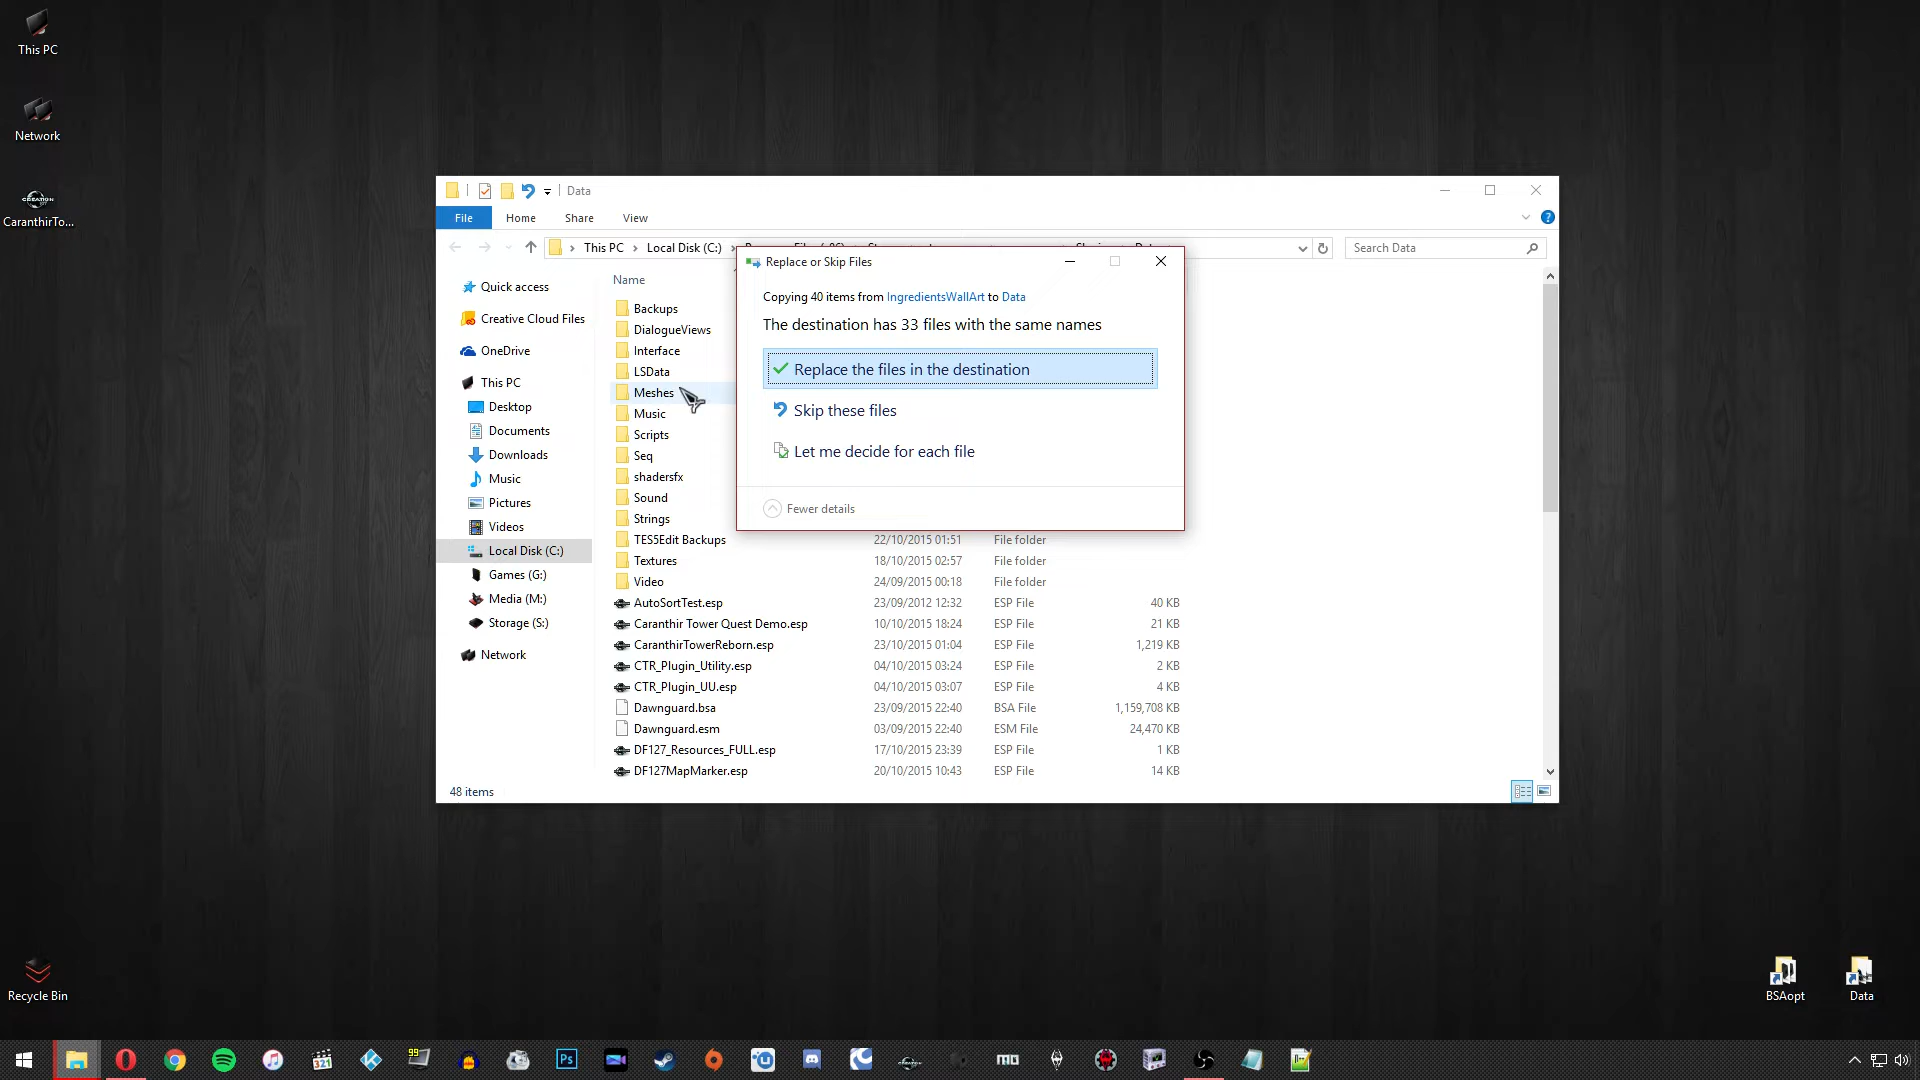 This PC
Network
CaranthirTo...
Recycle Bin
Data
File
Home
Share
View
This PC
Local Disk (C:)
Search Data
Quick access
Creative Cloud Files
OneDrive
This PC
Desktop
Documents
Downloads
Music
Pictures
Videos
Local Disk (C:)
Games (G:)
Media (M:)
Storage (S:)
Network
Name
Backups
DialogueViews
Interface
LSData
Meshes
Music
Scripts
Seq
shadersfx
Sound
Strings
TES5Edit Backups 22/10/2015 01:51 File folder
Textures 18/10/2015 02:57 File folder
Video 24/09/2015 00:18 File folder
AutoSortTest.esp 23/09/2012 12:32 ESP File 40 KB
Caranthir Tower Quest Demo.esp 10/10/2015 18:24 ESP File 21 KB
CaranthirTowerReborn.esp 23/10/2015 01:04 ESP File 1,219 KB
CTR_Plugin_Utility.esp 04/10/2015 03:24 ESP File 2 KB
CTR_Plugin_UU.esp 04/10/2015 03:07 ESP File 4 KB
Dawnguard.bsa 23/09/2015 22:40 BSA File 1,159,708 KB
Dawnguard.esm 03/09/2015 22:40 ESM File 24,470 KB
DF127_Resources_FULL.esp 17/10/2015 23:39 ESP File 1 KB
DF127MapMarker.esp 20/10/2015 10:43 ESP File 14 KB
48 items
Replace or Skip Files
Copying 40 items from IngredientsWallArt to Data
The destination has 33 files with the same names
Replace the files in the destination
Skip these files
Let me decide for each file
Fewer details
BSAopt
Data
99
321
Ps
mo